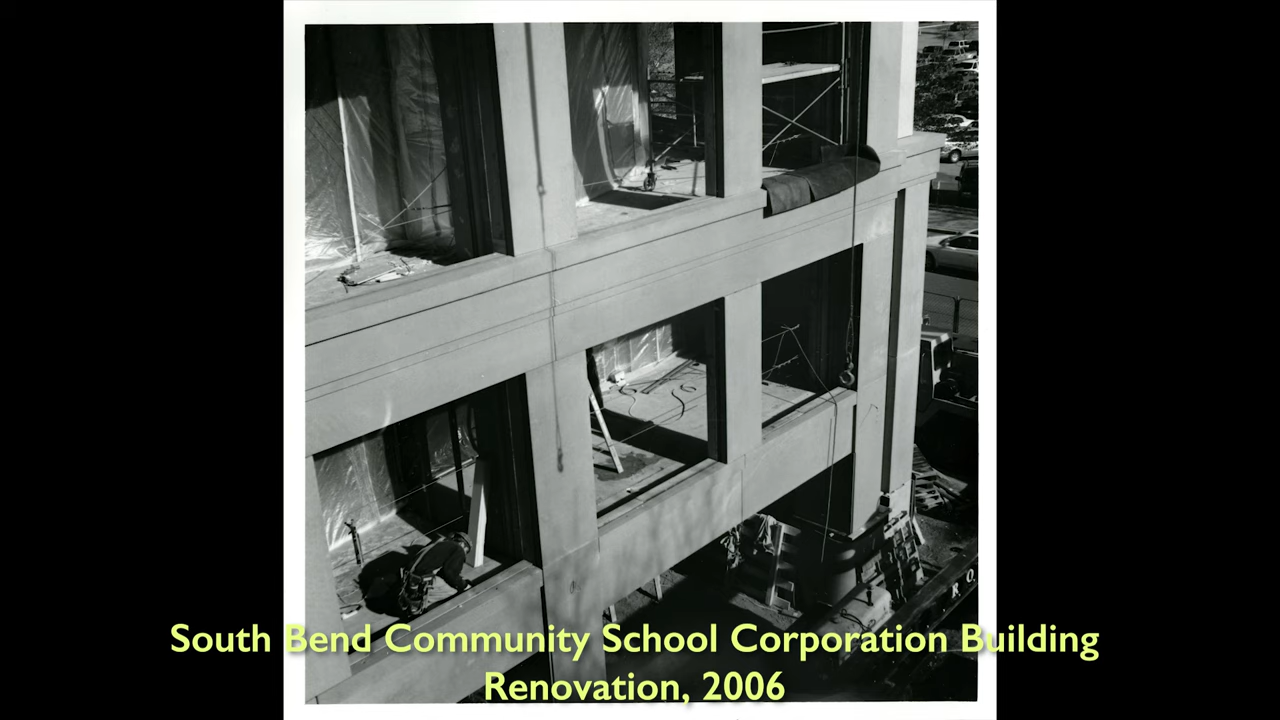 South Bend Community School Corporation Building
Renovation, 2006
R O